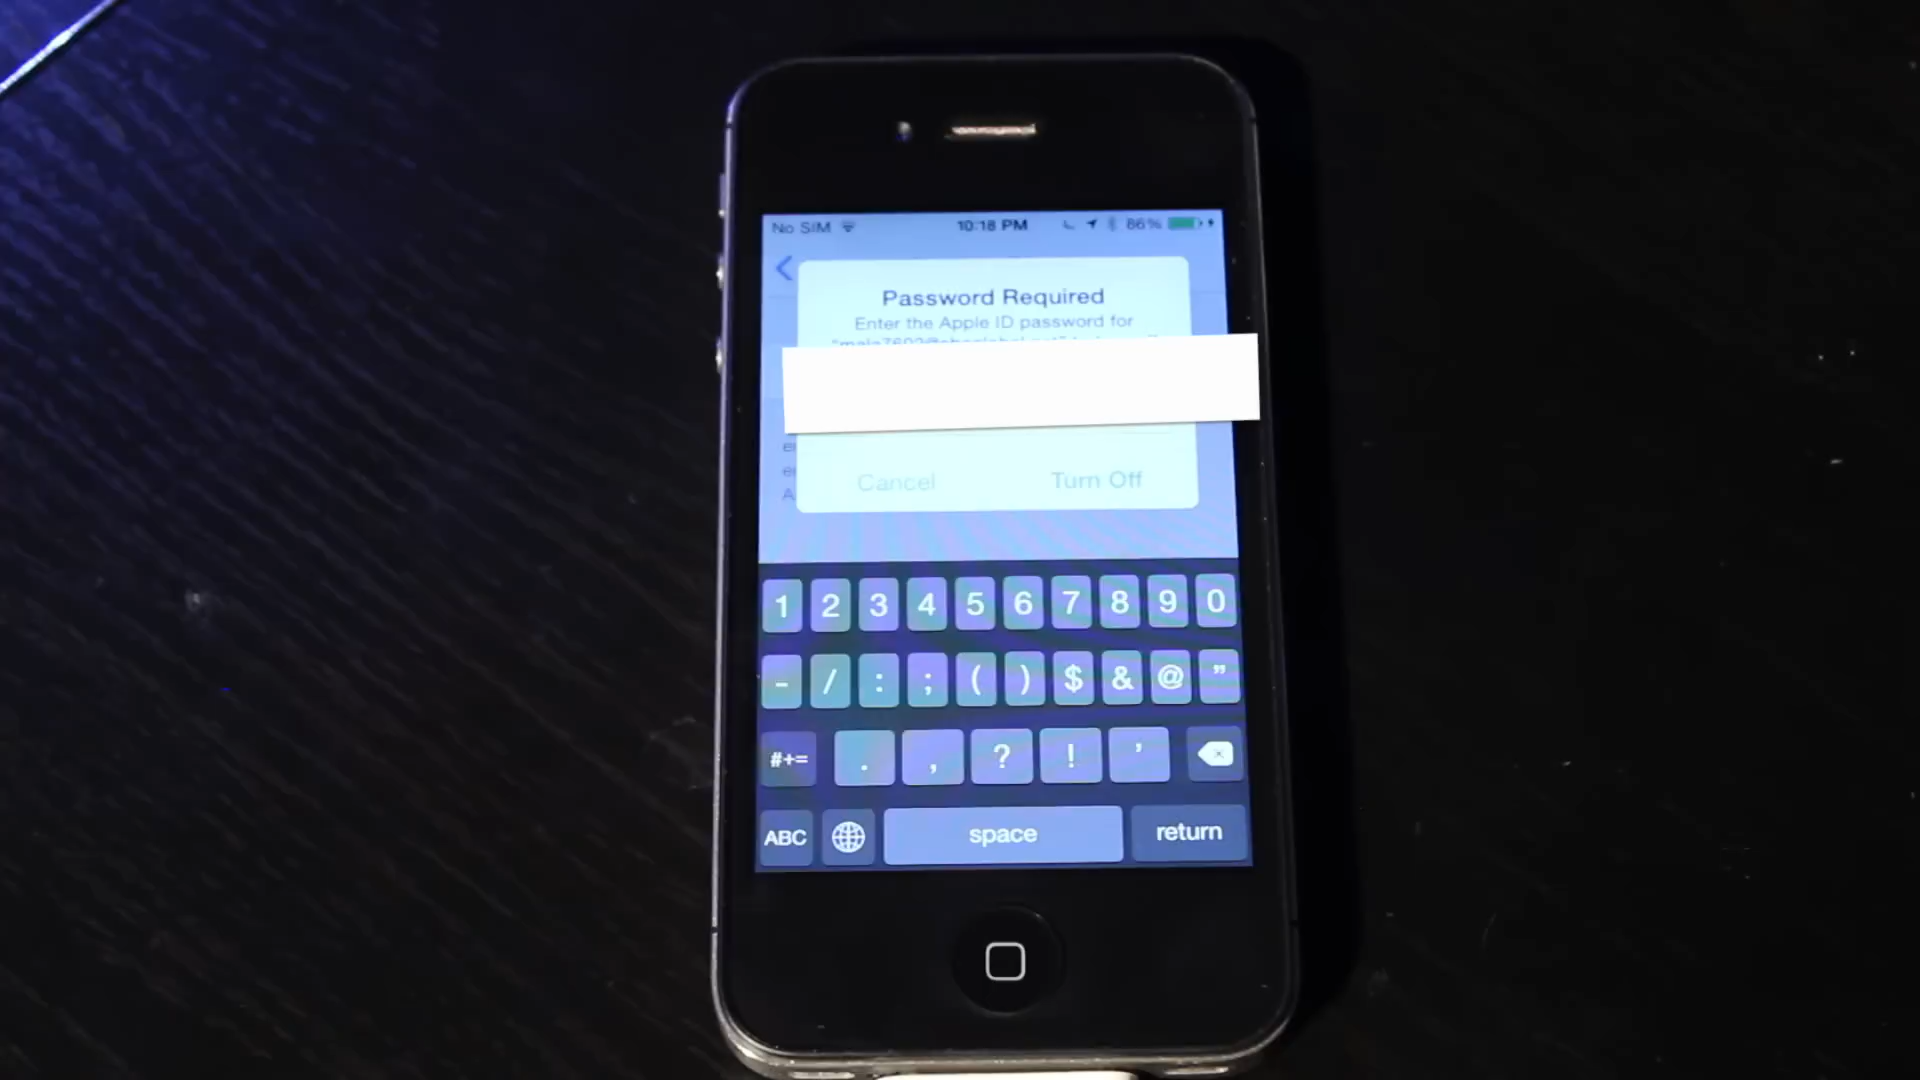 No SIM 10:18 PM 86%
Password Required
Enter the Apple ID password for
Cancel Turn Off
1 2 3 4 5 6 7 8 9 0
- / : ; ( ) $ & @ "
#+= . , ? ! '
ABC space return